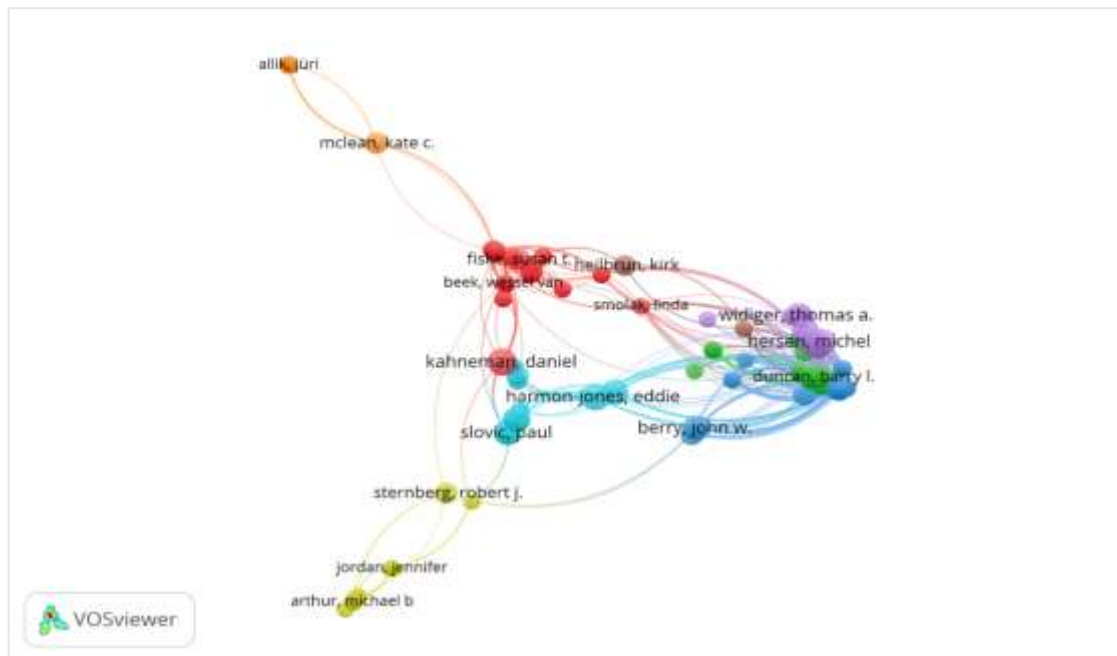 allik, jüri
mclean, kate c.
fiske, susan t.
heilbrun, kirk
beek, wessel van
smolak, linda
widiger, thomas a.
hersen, michel
kahneman, daniel
duncan, barry l.
harmon-jones, eddie
berry, john w.
slovic, paul
sternberg, robert j.
jordan, jennifer
arthur, michael b
VOSviewer